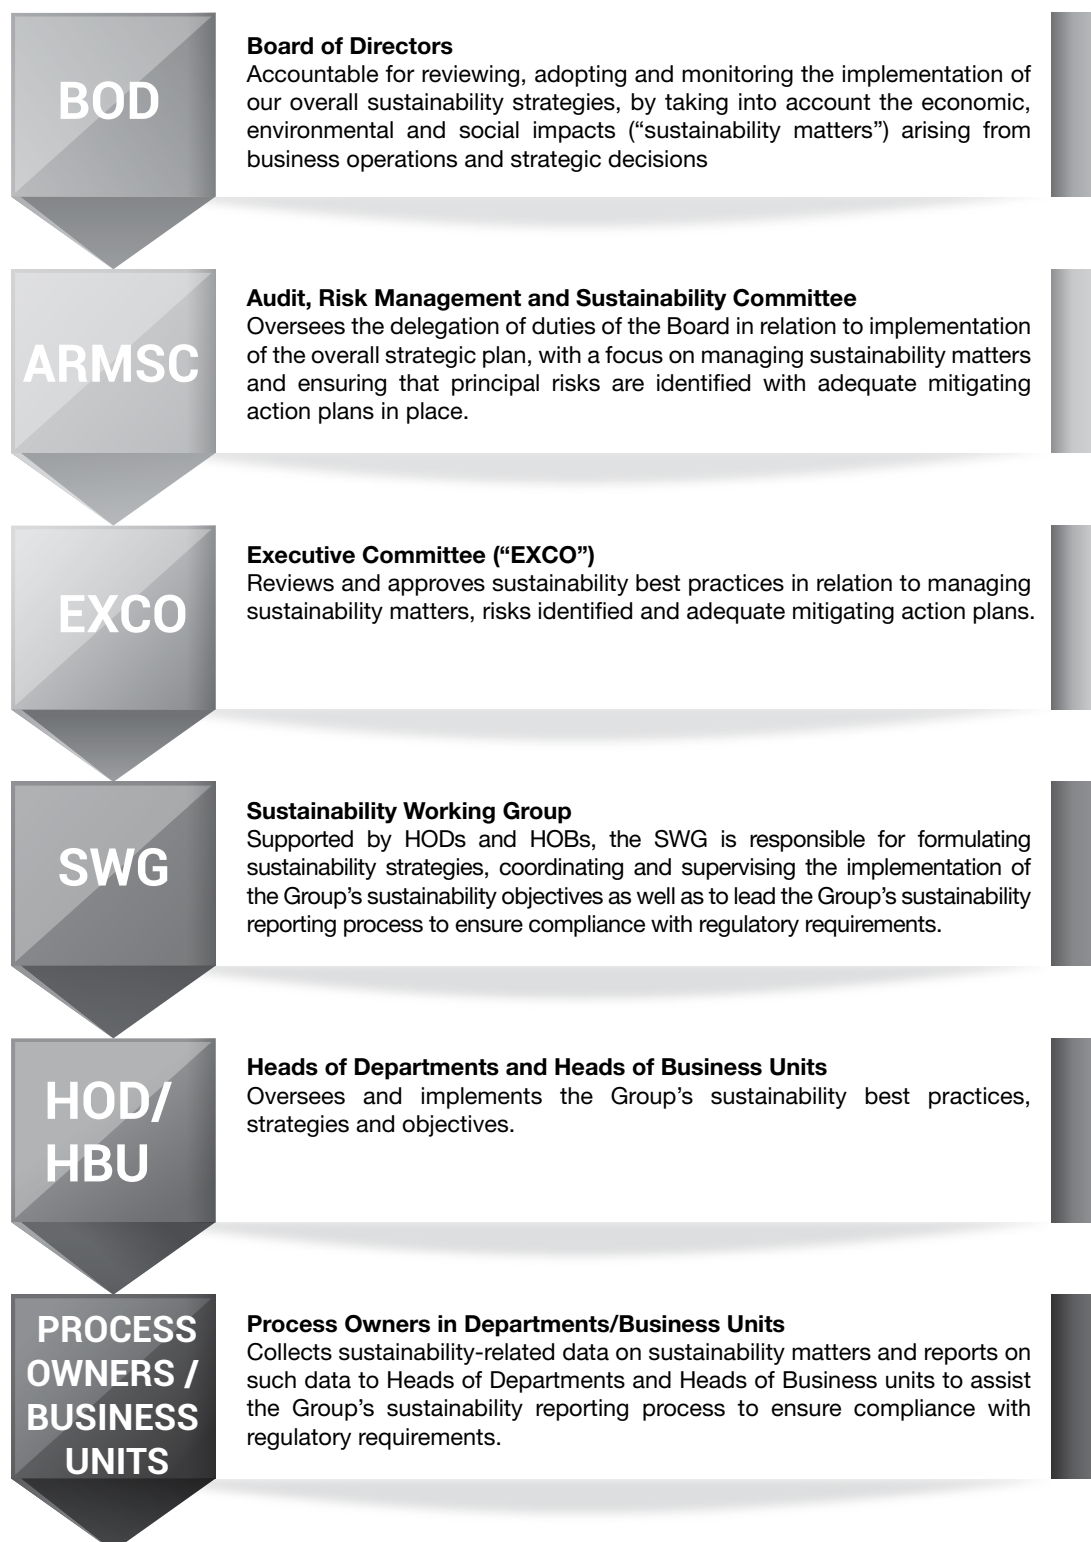 BOD
Board of Directors
Accountable for reviewing, adopting and monitoring the implementation of
our overall sustainability strategies, by taking into account the economic,
environmental and social impacts (“sustainability matters”) arising from
business operations and strategic decisions
ARMSC
Audit, Risk Management and Sustainability Committee
Oversees the delegation of duties of the Board in relation to implementation
of the overall strategic plan, with a focus on managing sustainability matters
and ensuring that principal risks are identified with adequate mitigating
action plans in place.
EXCO
Executive Committee (“EXCO”)
Reviews and approves sustainability best practices in relation to managing
sustainability matters, risks identified and adequate mitigating action plans.
SWG
Sustainability Working Group
Supported by HODs and HOBs, the SWG is responsible for formulating
sustainability strategies, coordinating and supervising the implementation of
the Group’s sustainability objectives as well as to lead the Group’s sustainability
reporting process to ensure compliance with regulatory requirements.
HOD/
HBU
Heads of Departments and Heads of Business Units
Oversees and implements the Group’s sustainability best practices,
strategies and objectives.
PROCESS
OWNERS /
BUSINESS
UNITS
Process Owners in Departments/Business Units
Collects sustainability-related data on sustainability matters and reports on
such data to Heads of Departments and Heads of Business units to assist
the Group’s sustainability reporting process to ensure compliance with
regulatory requirements.